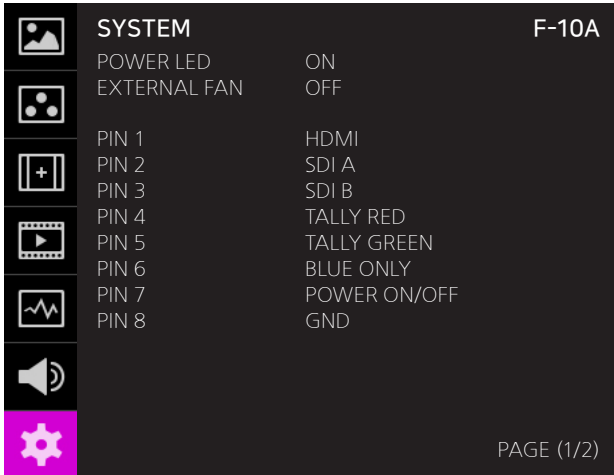 SYSTEM F-10A
POWER LED ON
EXTERNAL FAN OFF
PIN 1 HDMI
PIN 2 SDI A
PIN 3 SDI B
PIN 4 TALLY RED
PIN 5 TALLY GREEN
PIN 6 BLUE ONLY
PIN 7 POWER ON/OFF
PIN 8 GND
PAGE (1/2)